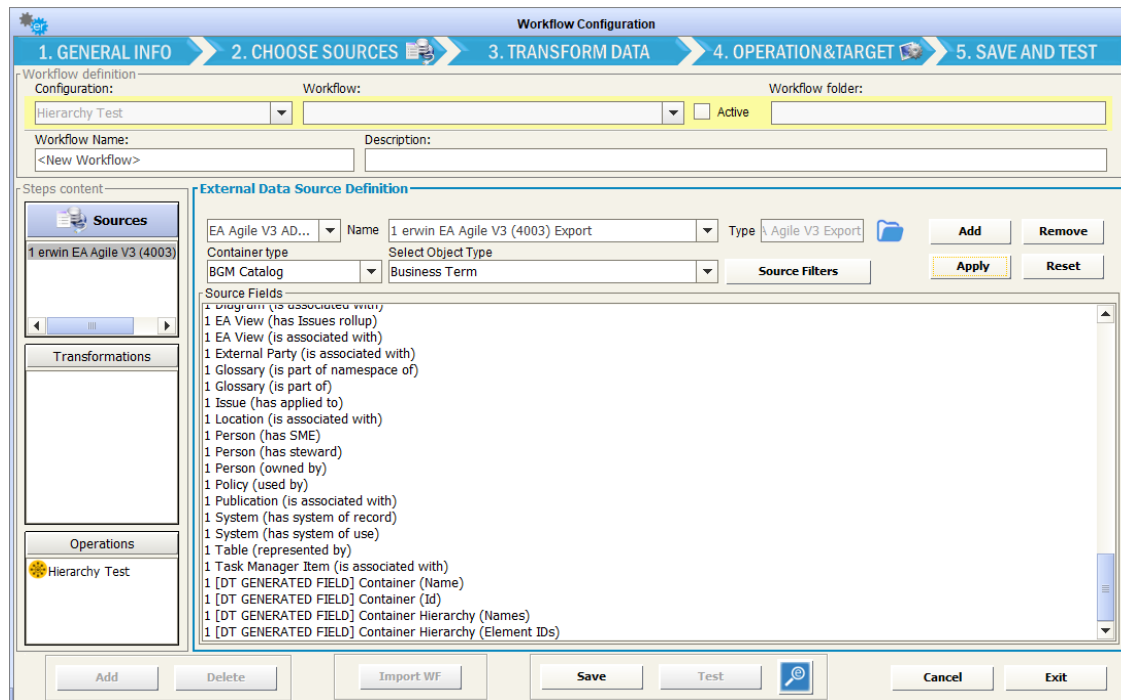 er
Workflow Configuration
1. GENERAL INFO 2. CHOOSE SOURCES 3. TRANSFORM DATA 4. OPERATION&TARGET 5. SAVE AND TEST
Workflow definition
Configuration: Workflow: Workflow folder:
Hierarchy Test Active
Workflow Name: Description:
<New Workflow>
Steps content
Sources
1 erwin EA Agile V3 (4003)
Transformations
Operations
Hierarchy Test
External Data Source Definition
EA Agile V3 AD... Name 1 erwin EA Agile V3 (4003) Export Type Agile V3 Export Add Remove
Container type Select Object Type
BGM Catalog Business Term Source Filters Apply Reset
Source Fields
1 Diagram (is associated with)
1 EA View (has Issues rollup)
1 EA View (is associated with)
1 External Party (is associated with)
1 Glossary (is part of namespace of)
1 Glossary (is part of)
1 Issue (has applied to)
1 Location (is associated with)
1 Person (has SME)
1 Person (has steward)
1 Person (owned by)
1 Policy (used by)
1 Publication (is associated with)
1 System (has system of record)
1 System (has system of use)
1 Table (represented by)
1 Task Manager Item (is associated with)
1 [DT GENERATED FIELD] Container (Name)
1 [DT GENERATED FIELD] Container (Id)
1 [DT GENERATED FIELD] Container Hierarchy (Names)
1 [DT GENERATED FIELD] Container Hierarchy (Element IDs)
Add Delete Import WF Save Test Cancel Exit